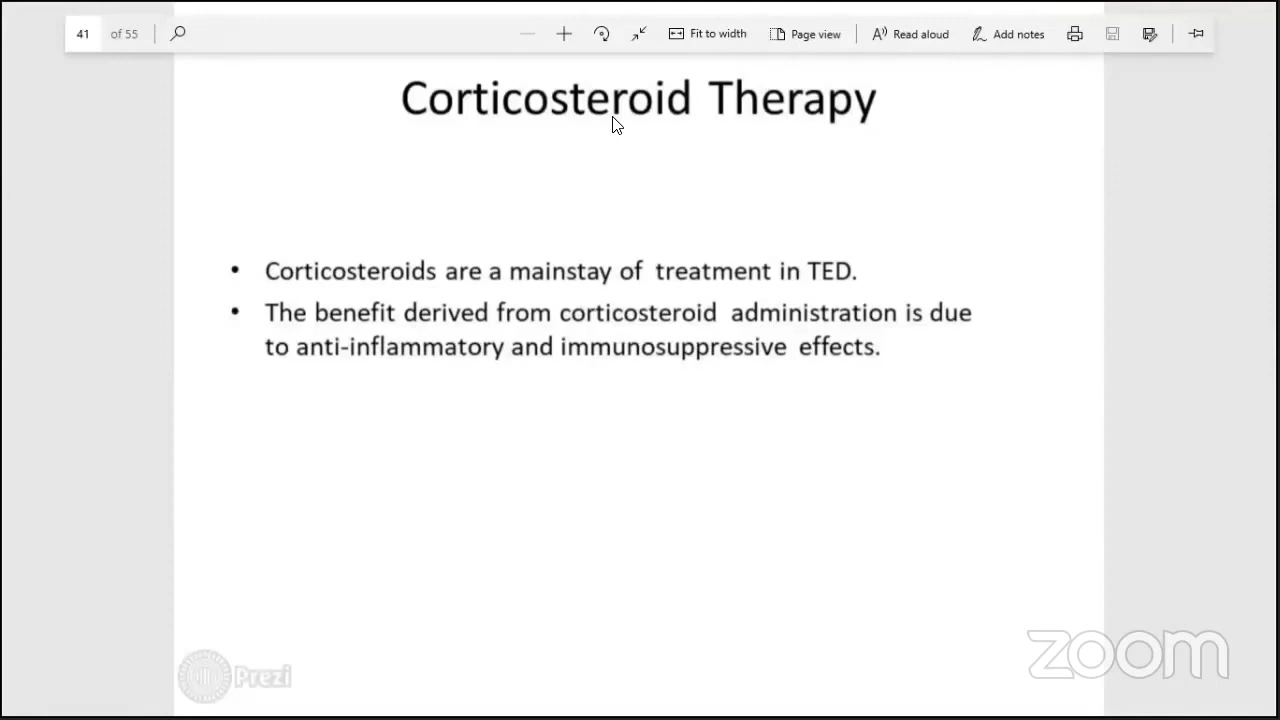 41 of 55 Fit to width Page view Read aloud Add notes
Corticosteroid Therapy
• Corticosteroids are a mainstay of treatment in TED.
• The benefit derived from corticosteroid administration is due
to anti-inflammatory and immunosuppressive effects.
Prezi
zoom